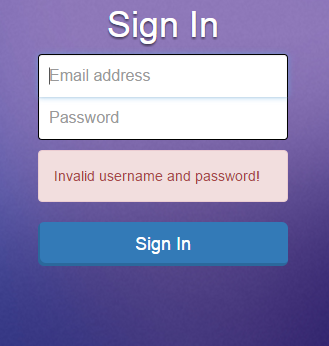 Sign In
Email address
Password
Invalid username and password!
Sign In